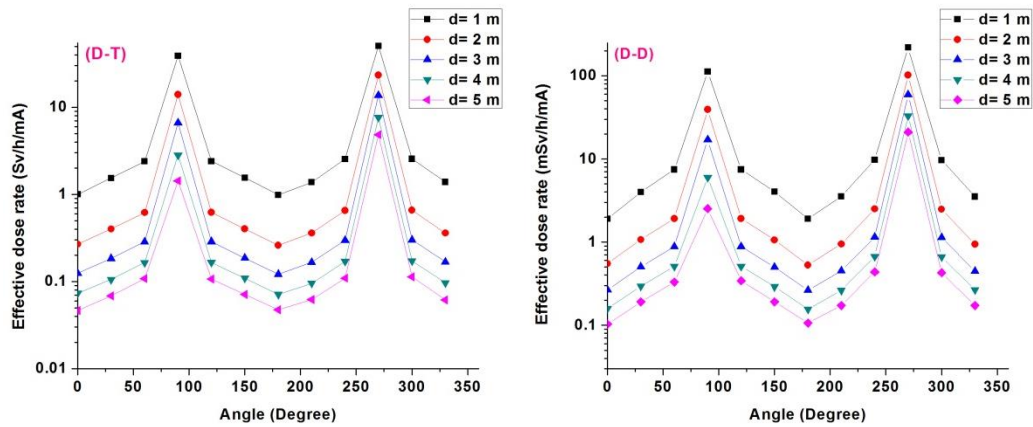 (D-T)
d= 1 m
d= 2 m
d= 3 m
d= 4 m
d= 5 m
Effective dose rate (Sv/h/mA)
10
1
0.1
0.01
0 50 100 150 200 250 300 350
Angle (Degree)
(D-D)
d= 1 m
d= 2 m
d= 3 m
d= 4 m
d= 5 m
Effective dose rate (mSv/h/mA)
100
10
1
0.1
0 50 100 150 200 250 300 350
Angle (Degree)